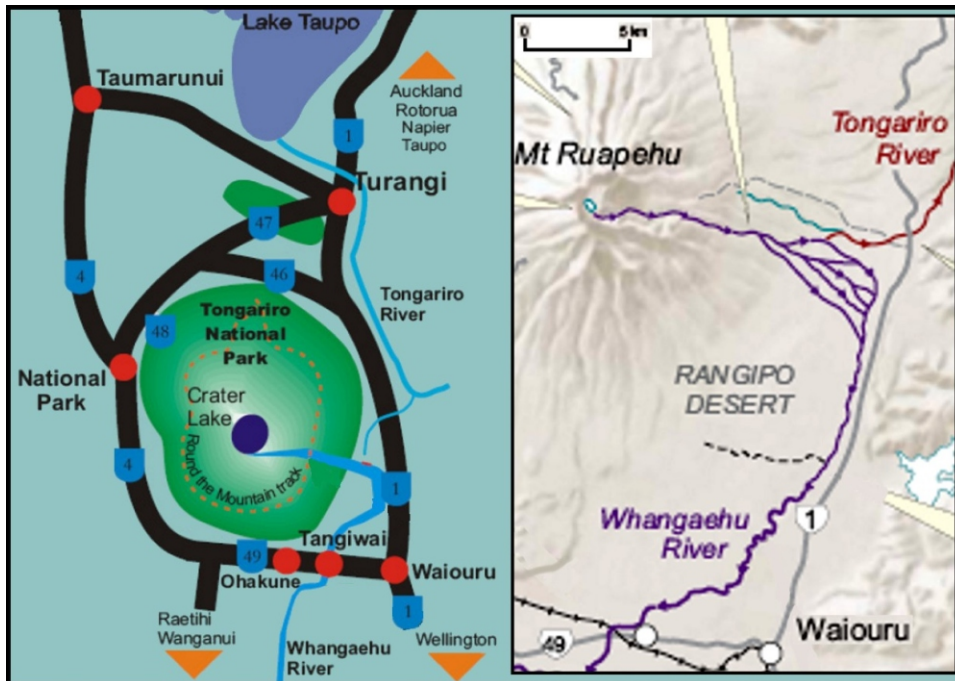 Lake Taupo
Taumarunui
Auckland
Rotorua
Napier
Taupo
1
Turangi
47
4
46
Tongariro
River
48
Tongariro
National
Park
National
Park
Crater
Lake
Round the Mountain track
4
1
49
Tangiwai
Ohakune
Waiouru
1
Raetihi
Wanganui
Whangaehu
River
Wellington
0
5 km
Mt Ruapehu
Tongariro
River
RANGIPO
DESERT
Whangaehu
River
1
49
Waiouru